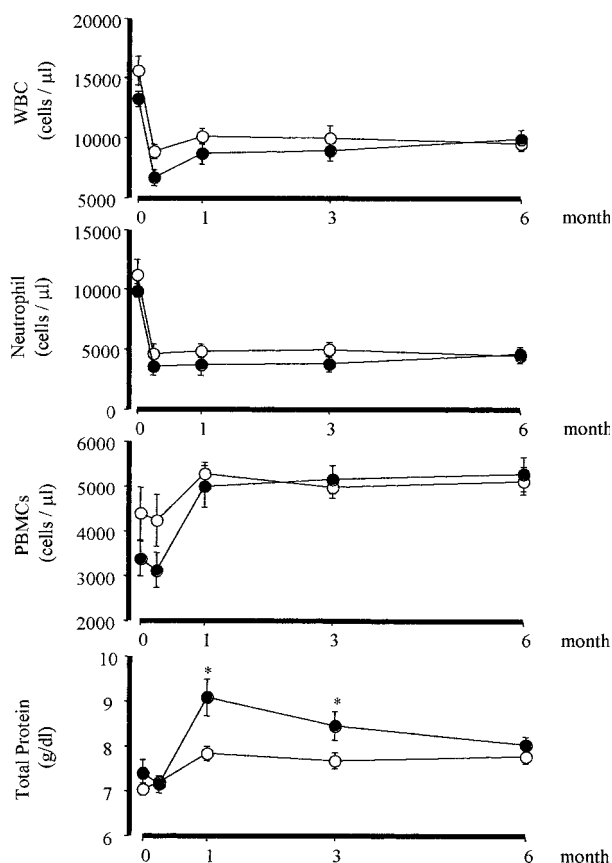 20000
15000
10000
5000
WBC
(cells / µl)
0 1 3 6 month
15000
10000
5000
0
Neutrophil
(cells / µl)
0 1 3 6 month
6000
5000
4000
3000
2000
PBMCs
(cells / µl)
0 1 3 6 month
10
9
8
7
6
Total Protein
(g/dl)
* *
0 1 3 6 month